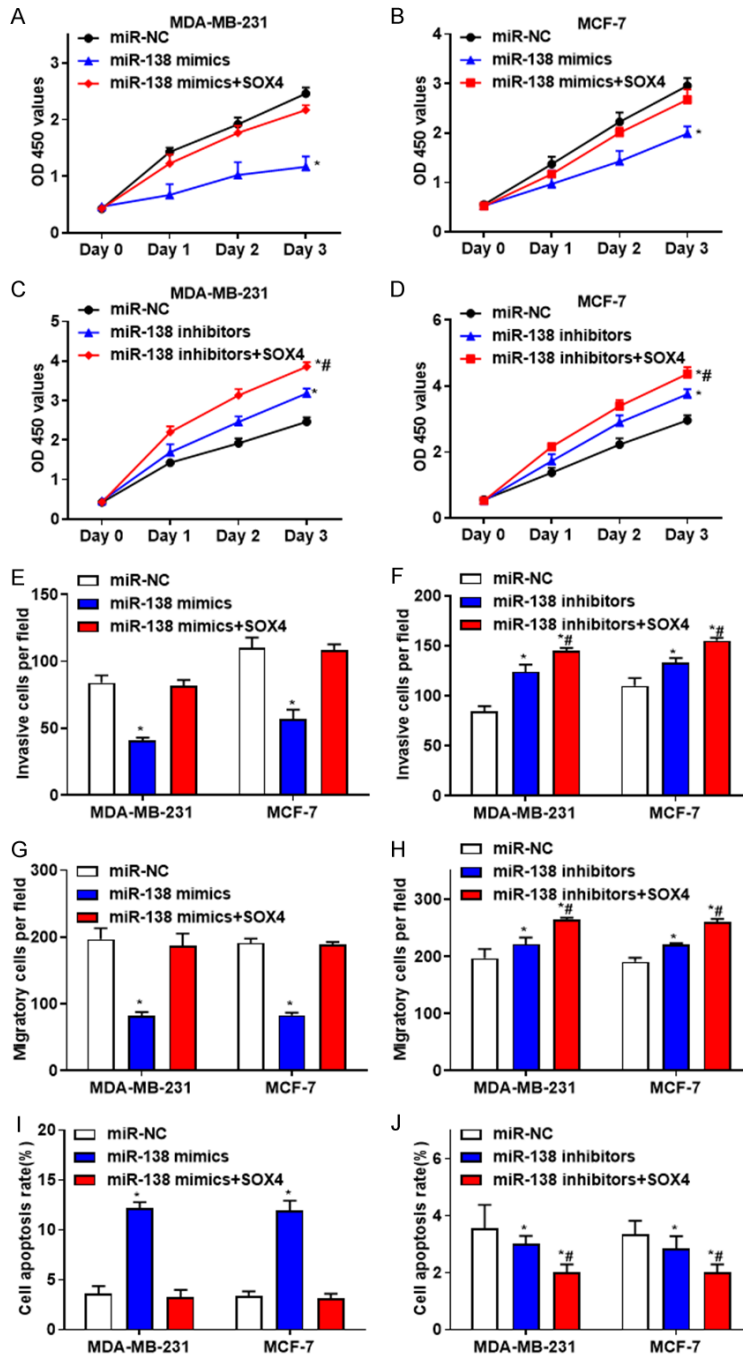 A
MDA-MB-231
miR-NC
miR-138 mimics
miR-138 mimics+SOX4
OD 450 values
3
2
1
0
*
Day 0 Day 1 Day 2 Day 3
B
MCF-7
miR-NC
miR-138 mimics
miR-138 mimics+SOX4
OD 450 values
4
3
2
1
0
*
Day 0 Day 1 Day 2 Day 3
C
MDA-MB-231
miR-NC
miR-138 inhibitors
miR-138 inhibitors+SOX4
OD 450 values
5
4
3
2
1
0
*#
*
Day 0 Day 1 Day 2 Day 3
D
MCF-7
miR-NC
miR-138 inhibitors
miR-138 inhibitors+SOX4
OD 450 values
6
4
2
0
*#
*
Day 0 Day 1 Day 2 Day 3
E
miR-NC
miR-138 mimics
miR-138 mimics+SOX4
Invasive cells per field
150
100
50
0
* *
MDA-MB-231 MCF-7
F
miR-NC
miR-138 inhibitors
miR-138 inhibitors+SOX4
Invasive cells per field
200
150
100
50
0
* *# * *#
MDA-MB-231 MCF-7
G
miR-NC
miR-138 mimics
miR-138 mimics+SOX4
Migratory cells per field
300
200
100
0
* *
MDA-MB-231 MCF-7
H
miR-NC
miR-138 inhibitors
miR-138 inhibitors+SOX4
Migratory cells per field
300
200
100
0
* *# * *#
MDA-MB-231 MCF-7
I
miR-NC
miR-138 mimics
miR-138 mimics+SOX4
Cell apoptosis rate(%)
20
15
10
5
0
* *
MDA-MB-231 MCF-7
J
miR-NC
miR-138 inhibitors
miR-138 inhibitors+SOX4
Cell apoptosis rate(%)
6
4
2
0
* *# * *#
MDA-MB-231 MCF-7